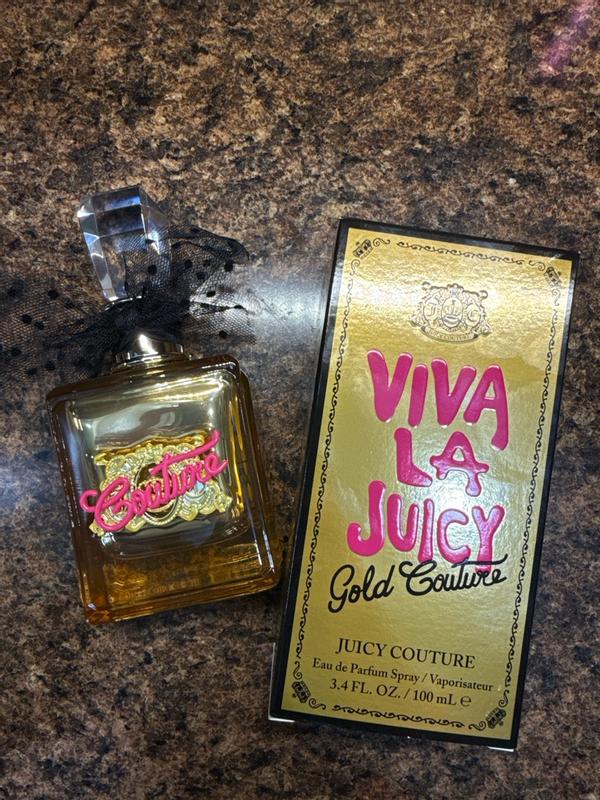 Couture
VIVA
LA
JUICY
Gold Couture
JUICY COUTURE
Eau de Parfum Spray / Vaporisateur
3.4 FL. OZ. / 100 mL ℮